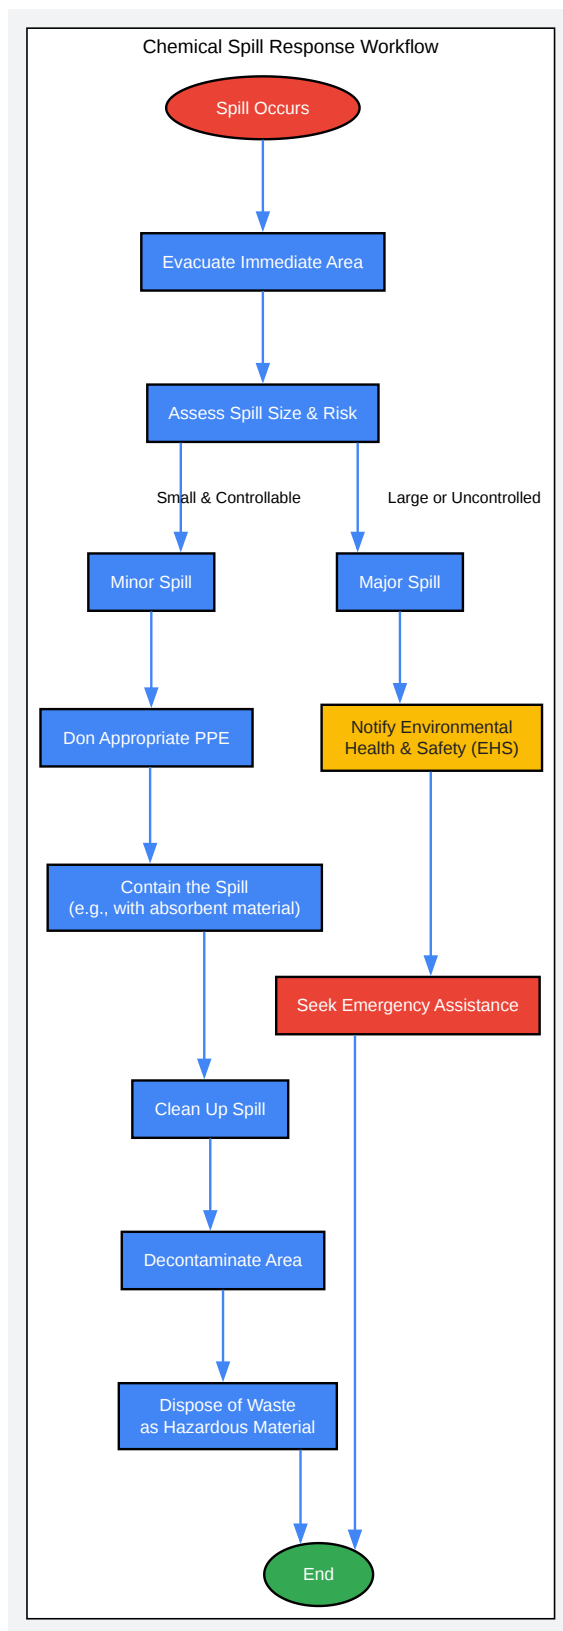 Chemical Spill Response Workflow
Spill Occurs
Evacuate Immediate Area
Assess Spill Size & Risk
Small & Controllable
Large or Uncontrolled
Minor Spill
Major Spill
Don Appropriate PPE
Notify Environmental
Health & Safety (EHS)
Contain the Spill
(e.g., with absorbent material)
Seek Emergency Assistance
Clean Up Spill
Decontaminate Area
Dispose of Waste
as Hazardous Material
End